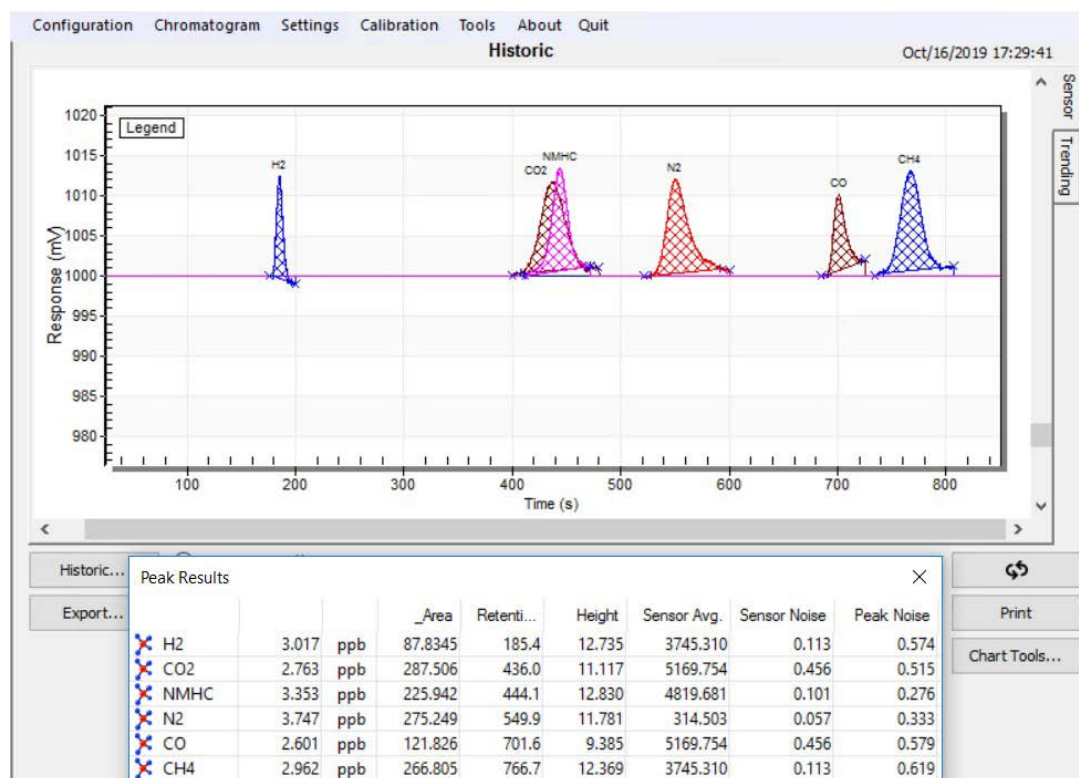 Configuration Chromatogram Settings Calibration Tools About Quit
Historic Oct/16/2019 17:29:41
Sensor
Trending
Legend
H2
CO2
NMHC
N2
CO
CH4
Response (mV)
1020
1015
1010
1005
1000
995
990
985
980
100 200 300 400 500 600 700 800
Time (s)
Historic...
Export...
Print
Chart Tools...
Peak Results
_Area Retenti... Height Sensor Avg. Sensor Noise Peak Noise
H2 3.017 ppb 87.8345 185.4 12.735 3745.310 0.113 0.574
CO2 2.763 ppb 287.506 436.0 11.117 5169.754 0.456 0.515
NMHC 3.353 ppb 225.942 444.1 12.830 4819.681 0.101 0.276
N2 3.747 ppb 275.249 549.9 11.781 314.503 0.057 0.333
CO 2.601 ppb 121.826 701.6 9.385 5169.754 0.456 0.579
CH4 2.962 ppb 266.805 766.7 12.369 3745.310 0.113 0.619